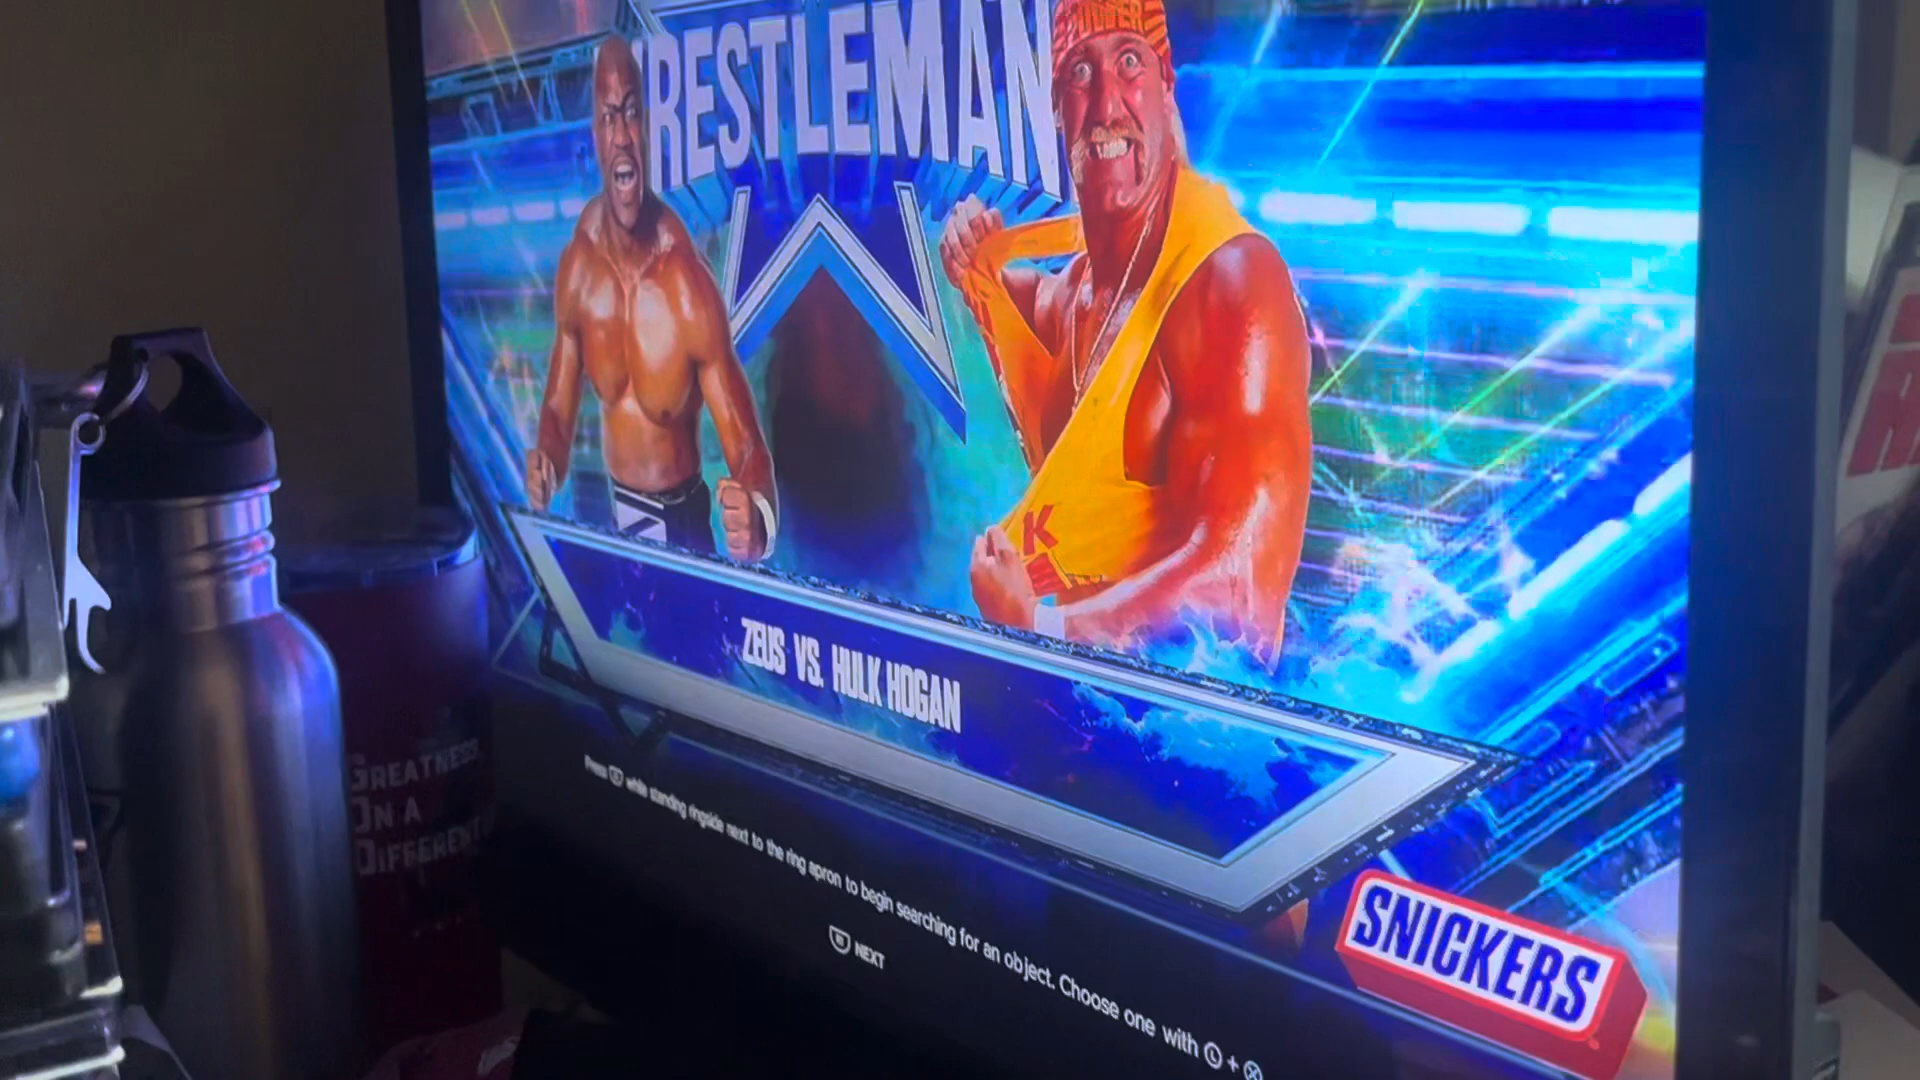 RESTLEMAN
K
ZEUS VS. HULK HOGAN
Press while standing ringside next to the ring apron to begin searching for an object. Choose one with L + X
NEXT
SNICKERS
GREATNESS
ON A
DIFFERENT